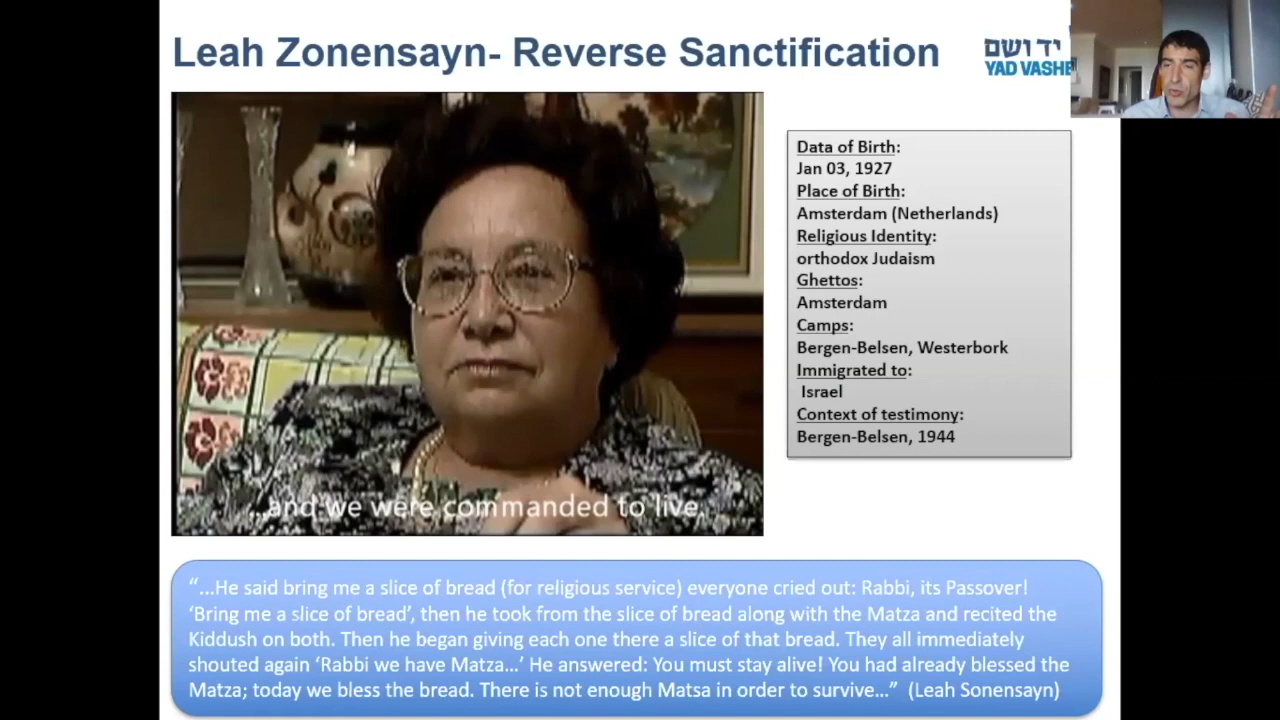 Leah Zonensayn- Reverse Sanctification
יד ושם
YAD VASHE
Data of Birth:
Jan 03, 1927
Place of Birth:
Amsterdam (Netherlands)
Religious Identity:
orthodox Judaism
Ghettos:
Amsterdam
Camps:
Bergen-Belsen, Westerbork
Immigrated to:
Israel
Context of testimony:
Bergen-Belsen, 1944
...and we were commanded to live.
“...He said bring me a slice of bread (for religious service) everyone cried out: Rabbi, its Passover!
‘Bring me a slice of bread’, then he took from the slice of bread along with the Matza and recited the
Kiddush on both. Then he began giving each one there a slice of that bread. They all immediately
shouted again ‘Rabbi we have Matza...’ He answered: You must stay alive! You had already blessed the
Matza; today we bless the bread. There is not enough Matsa in order to survive...” (Leah Sonensayn)